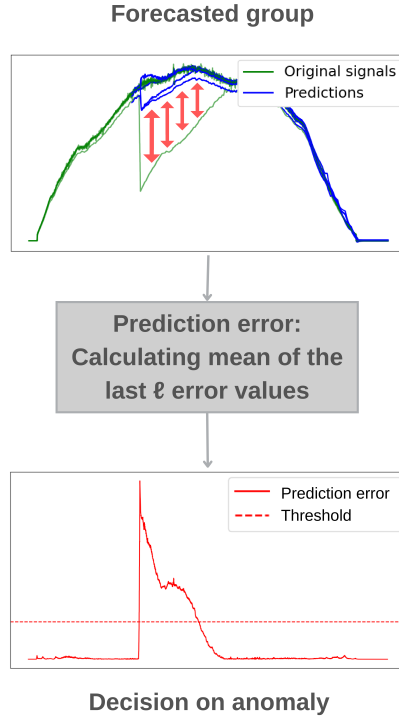 Forecasted group
Original signals
Predictions
Prediction error:
Calculating mean of the
last ℓ error values
Prediction error
Threshold
Decision on anomaly